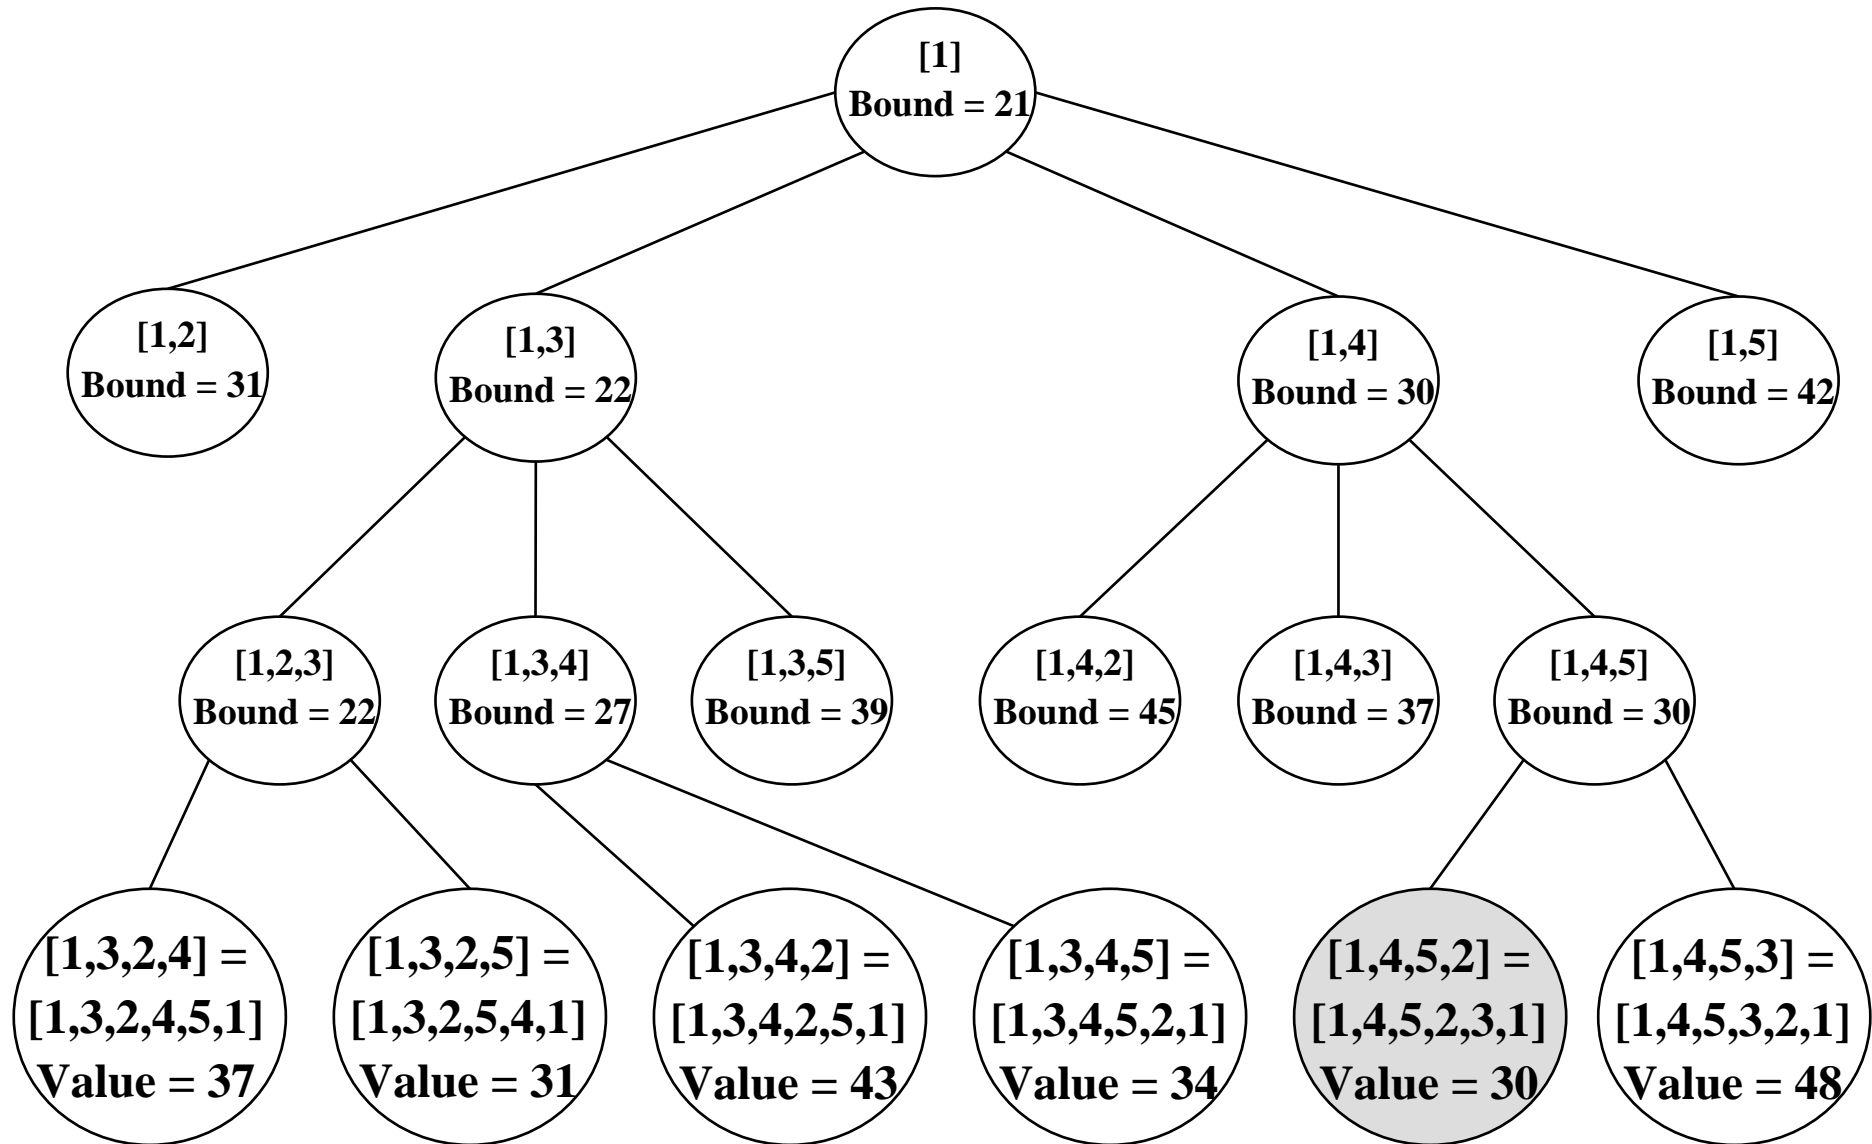 [1]
Bound = 21
[1,2]
Bound = 31
[1,3]
Bound = 22
[1,4]
Bound = 30
[1,5]
Bound = 42
[1,2,3]
Bound = 22
[1,3,4]
Bound = 27
[1,3,5]
Bound = 39
[1,4,2]
Bound = 45
[1,4,3]
Bound = 37
[1,4,5]
Bound = 30
[1,3,2,4] =
[1,3,2,4,5,1]
Value = 37
[1,3,2,5] =
[1,3,2,5,4,1]
Value = 31
[1,3,4,2] =
[1,3,4,2,5,1]
Value = 43
[1,3,4,5] =
[1,3,4,5,2,1]
Value = 34
[1,4,5,2] =
[1,4,5,2,3,1]
Value = 30
[1,4,5,3] =
[1,4,5,3,2,1]
Value = 48